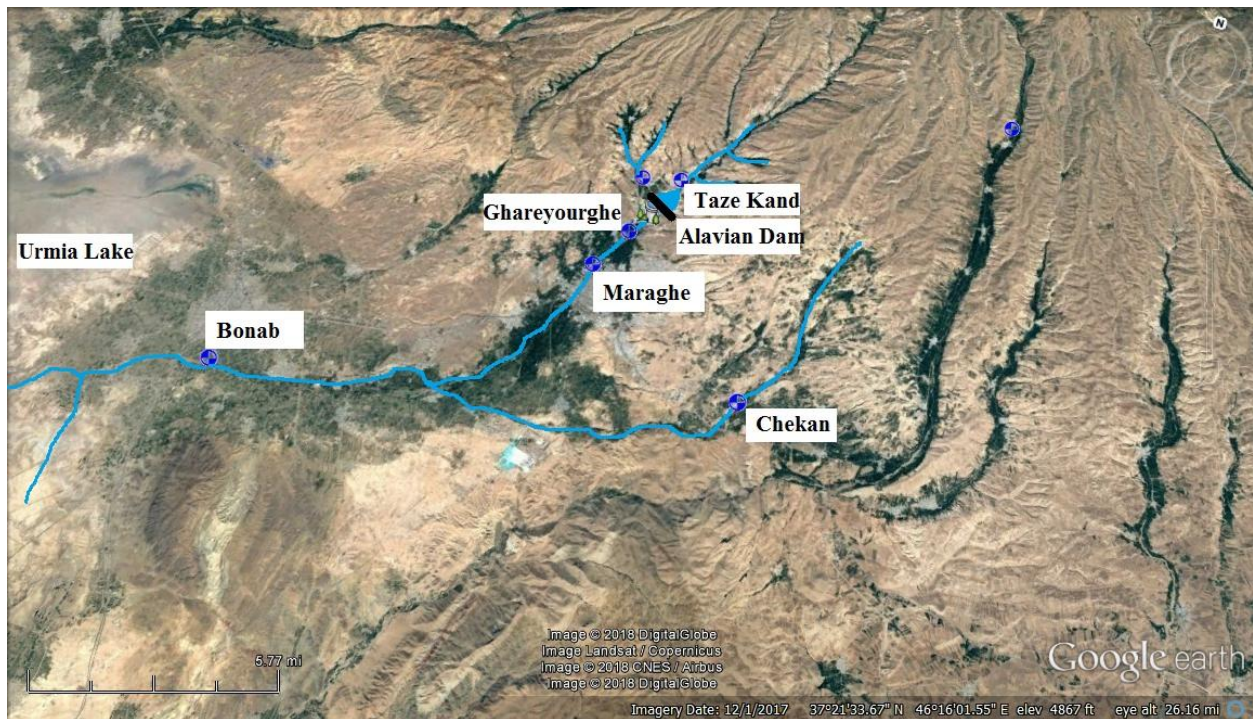 N
Ghareyourghe
Taze Kand
Alavian Dam
Urmia Lake
Maraghe
Bonab
Chekan
Image © 2018 DigitalGlobe
Image Landsat / Copernicus
Image © 2018 CNES / Airbus
Image © 2018 DigitalGlobe
5.77 mi
Google earth
Imagery Date: 12/1/2017 37°21'33.67" N 46°16'01.55" E elev 4867 ft eye alt 26.16 mi